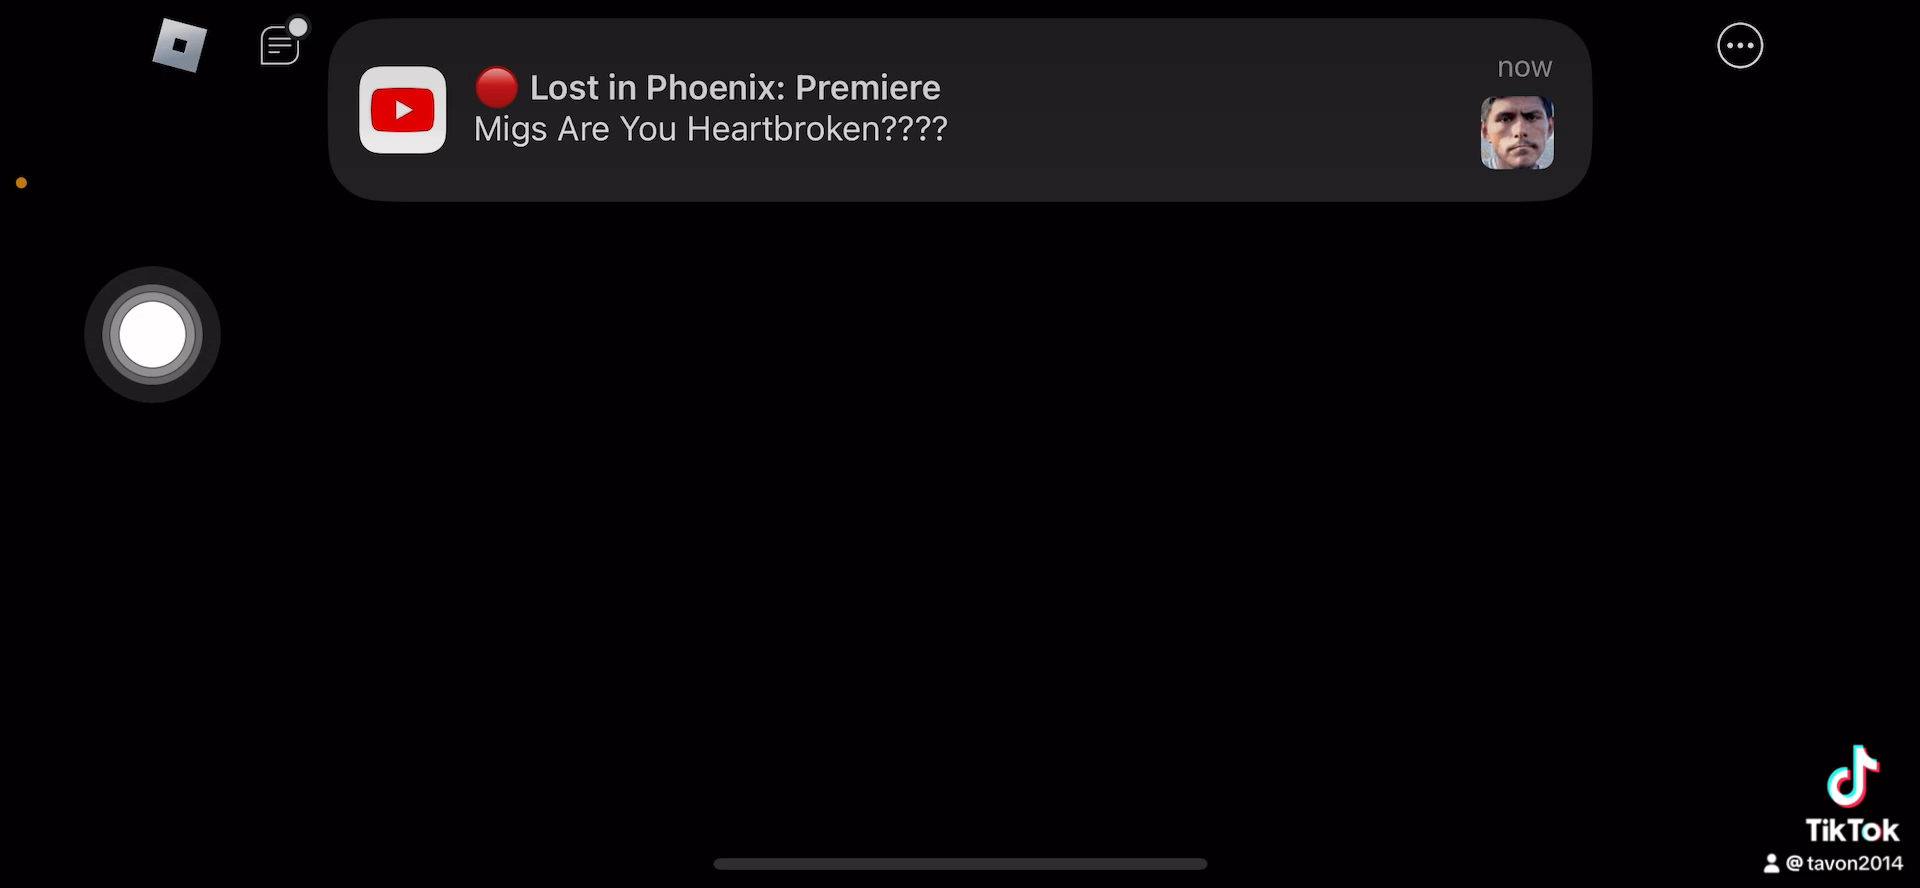 now
🔴 Lost in Phoenix: Premiere
Migs Are You Heartbroken????
TikTok
@tavon2014